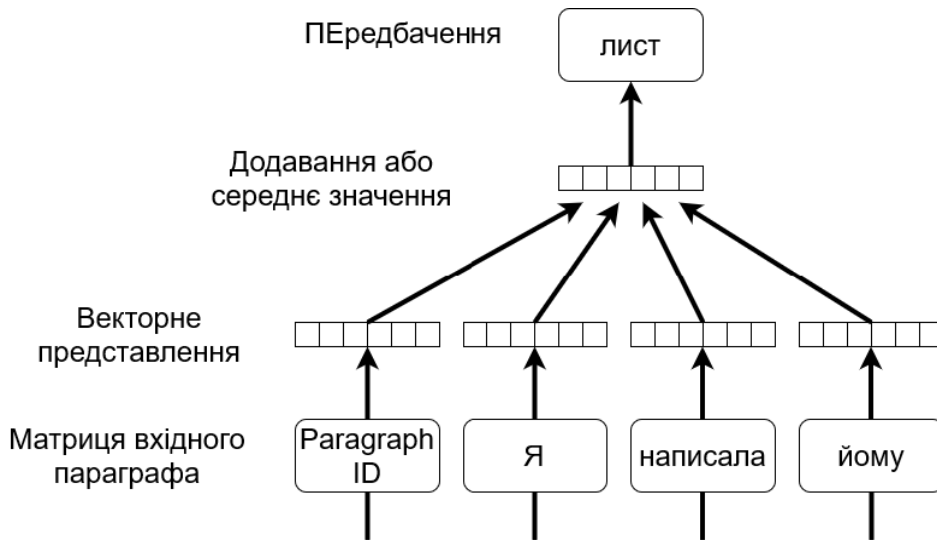 ПЕредбачення
лист
Додавання або
середнє значення
Векторне
представлення
Матриця вхідного
параграфа
Paragraph
ID
Я
написала
йому